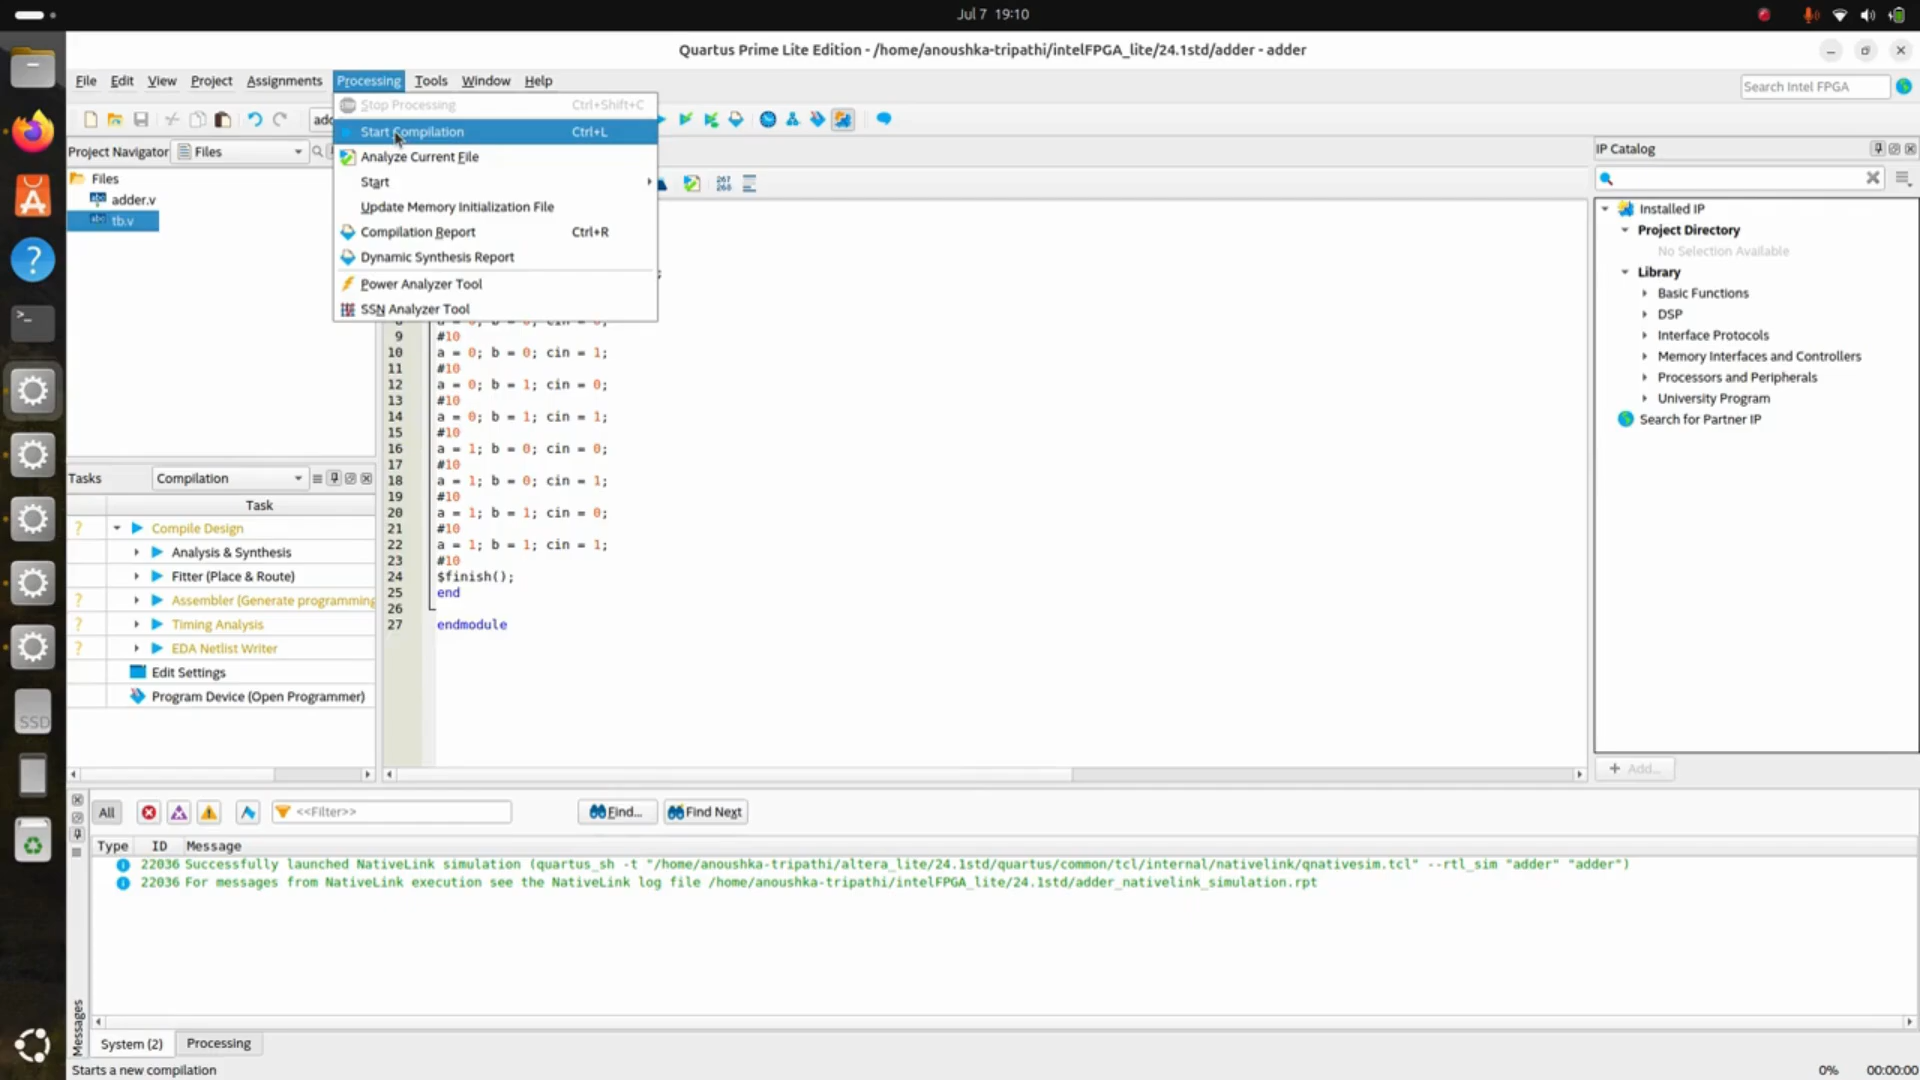 Jul 7 19:10
Quartus Prime Lite Edition - /home/anoushka-tripathi/intelFPGA_lite/24.1std/adder - adder
File Edit View Project Assignments Processing Tools Window Help
Search Intel FPGA
Stop Processing Ctrl+Shift+C
Start Compilation Ctrl+L
Analyze Current File
Start
Update Memory Initialization File
Compilation Report Ctrl+R
Dynamic Synthesis Report
Power Analyzer Tool
SSN Analyzer Tool
Project Navigator Files
Files
adder.v
tb.v
267
268
9 #10
10 a = 0; b = 0; cin = 1;
11 #10
12 a = 0; b = 1; cin = 0;
13 #10
14 a = 0; b = 1; cin = 1;
15 #10
16 a = 1; b = 0; cin = 0;
17 #10
18 a = 1; b = 0; cin = 1;
19 #10
20 a = 1; b = 1; cin = 0;
21 #10
22 a = 1; b = 1; cin = 1;
23 #10
24 $finish();
25 end
26
27 endmodule
IP Catalog
Installed IP
Project Directory
No Selection Available
Library
Basic Functions
DSP
Interface Protocols
Memory Interfaces and Controllers
Processors and Peripherals
University Program
Search for Partner IP
+ Add...
Tasks Compilation
Task
? Compile Design
Analysis & Synthesis
Fitter (Place & Route)
? Assembler (Generate programming
? Timing Analysis
? EDA Netlist Writer
Edit Settings
Program Device (Open Programmer)
SSD
All <<Filter>> Find... Find Next
Type ID Message
22036 Successfully launched NativeLink simulation (quartus_sh -t "/home/anoushka-tripathi/altera_lite/24.1std/quartus/common/tcl/internal/nativelink/qnativesim.tcl" --rtl_sim "adder" "adder")
22036 For messages from NativeLink execution see the NativeLink log file /home/anoushka-tripathi/intelFPGA_lite/24.1std/adder_nativelink_simulation.rpt
Messages
System (2) Processing
Starts a new compilation
0% 00:00:00